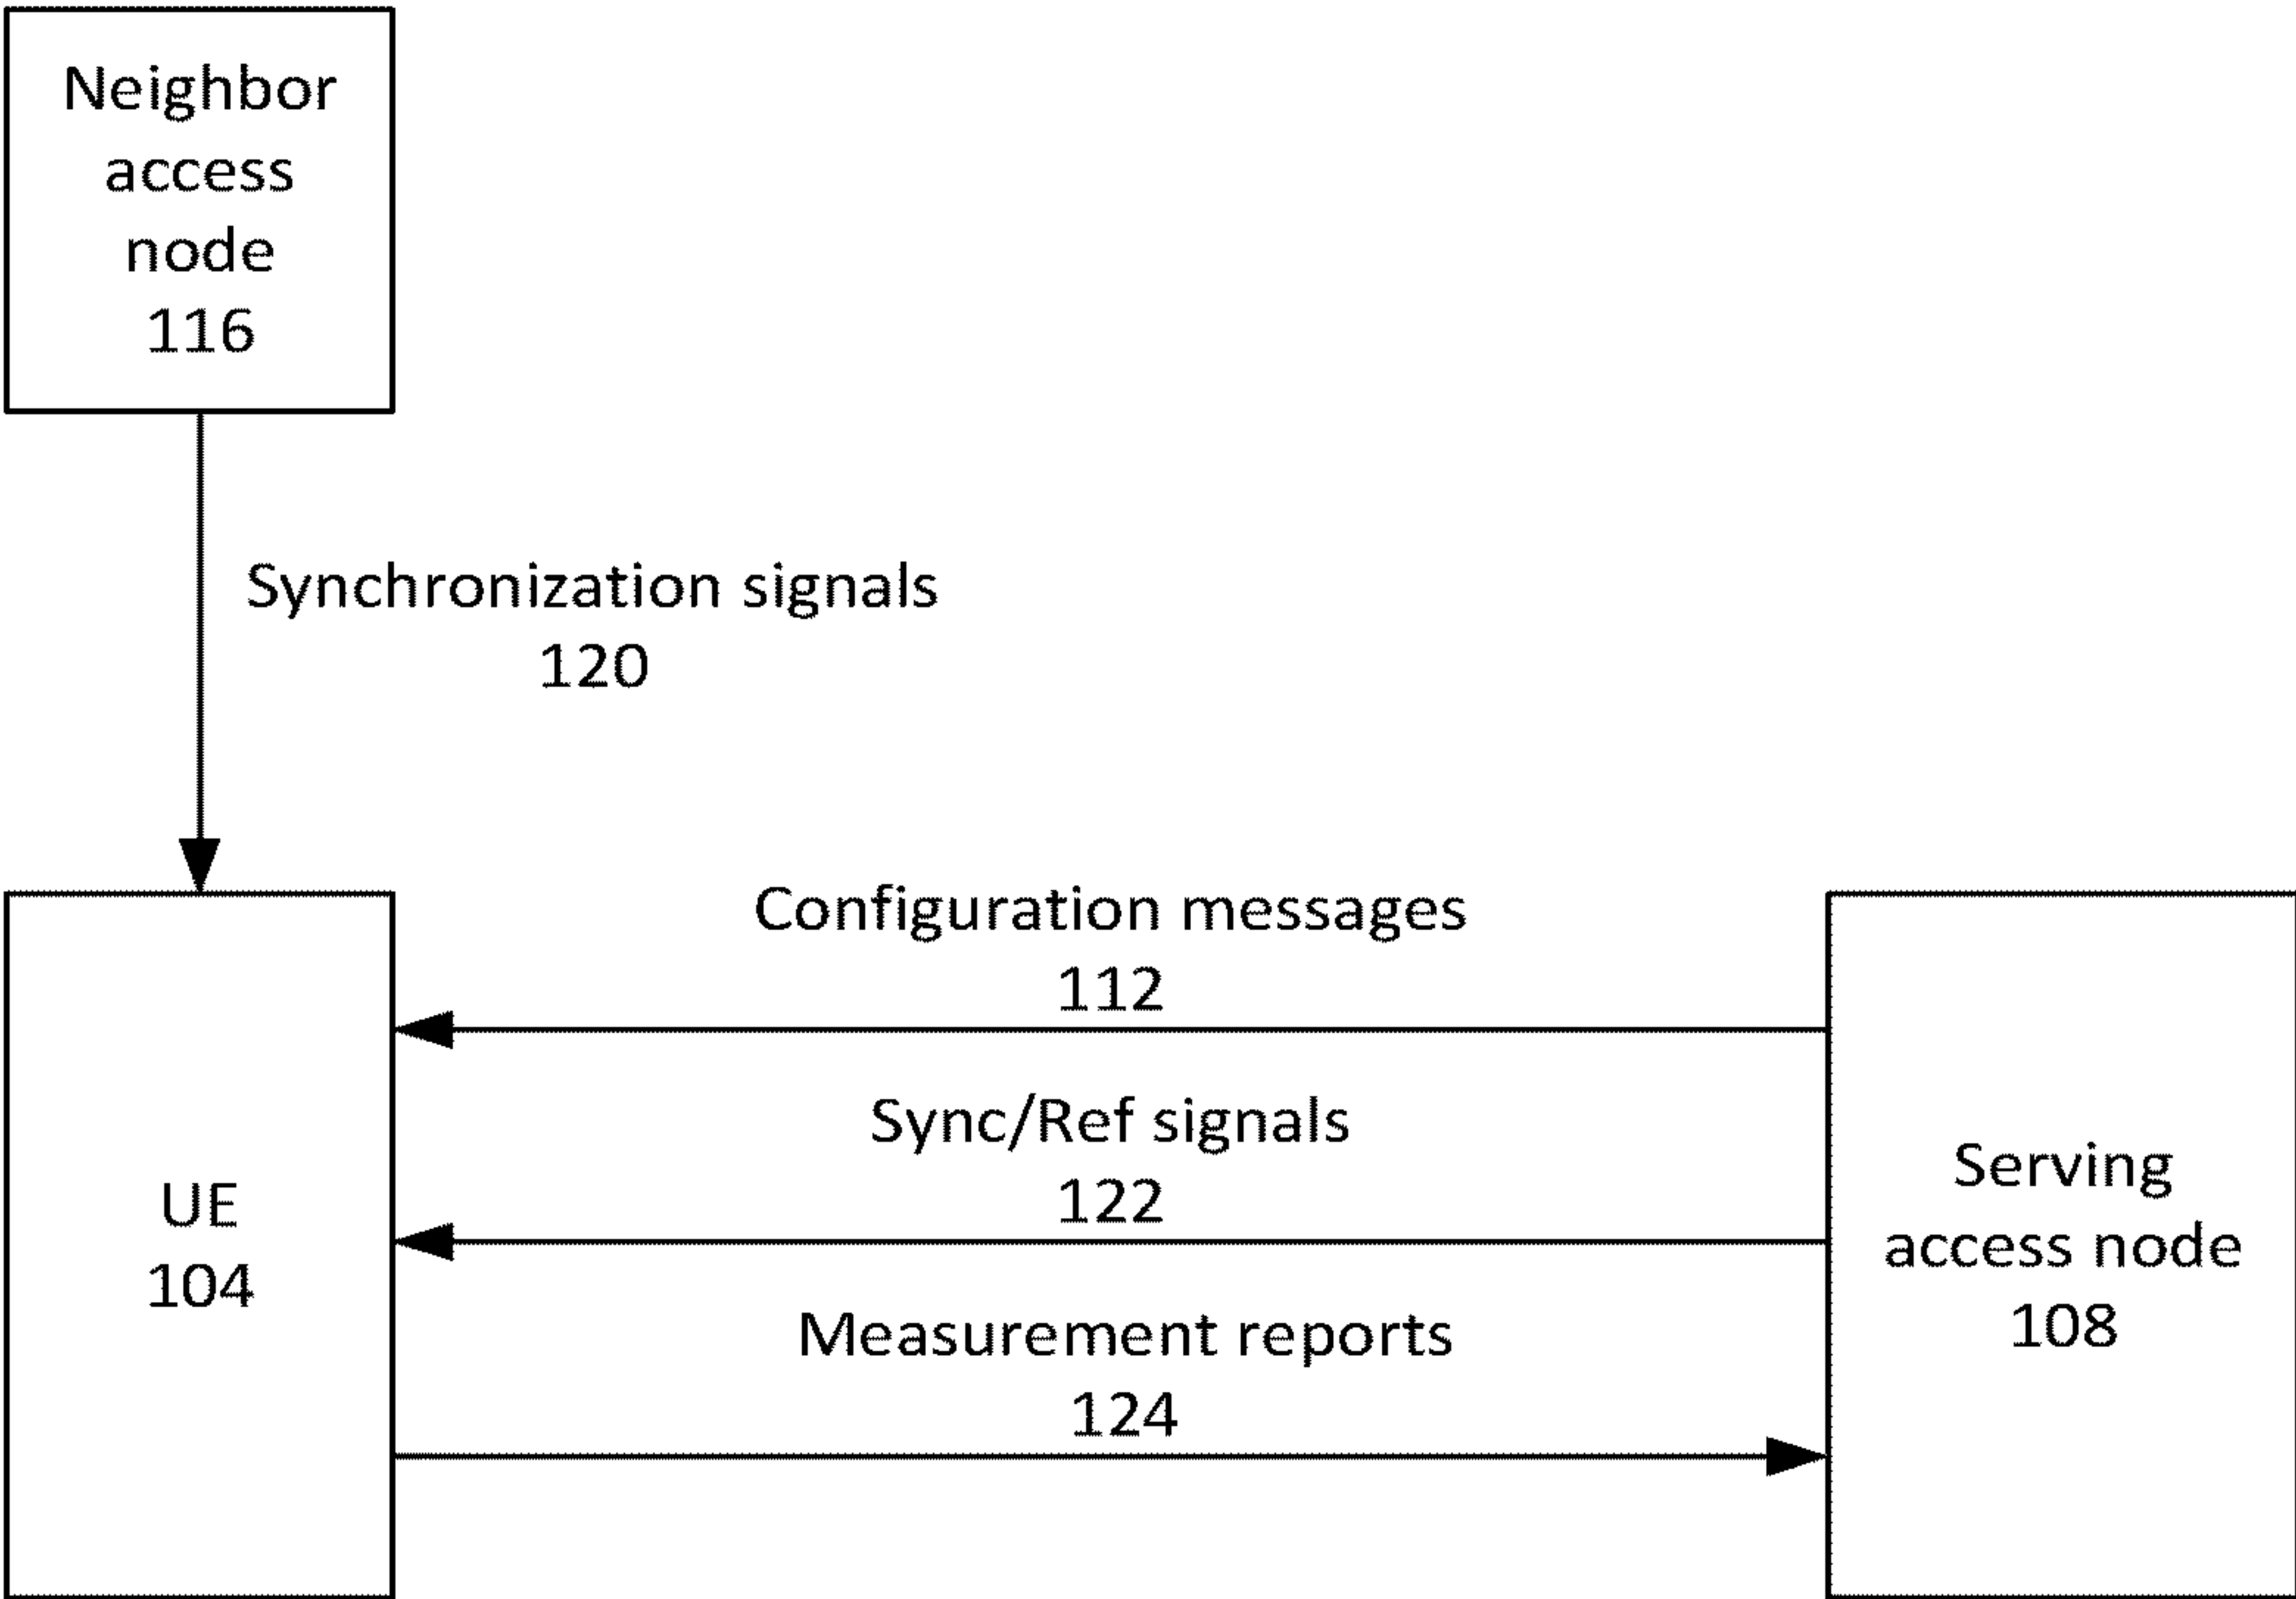 Neighbor
access
node
116
Synchronization signals
120
Configuration messages
112
Sync/Ref signals
122
Measurement reports
124
UE
104
Serving
access node
108